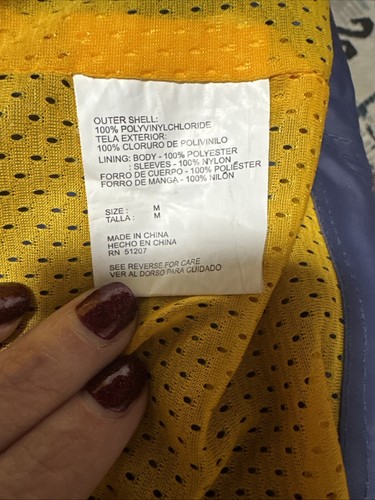 OUTER SHELL:
100% POLYVINYLCHLORIDE
TELA EXTERIOR:
100% CLORURO DE POLIVINILO
LINING: BODY - 100% POLYESTER
: SLEEVES - 100% NYLON
FORRO DE CUERPO - 100% POLIÉSTER
FORRO DE MANGA - 100% NILÓN
SIZE : M
TALLA : M
MADE IN CHINA
HECHO EN CHINA
RN 51207
SEE REVERSE FOR CARE
VER AL DORSO PARA CUIDADO